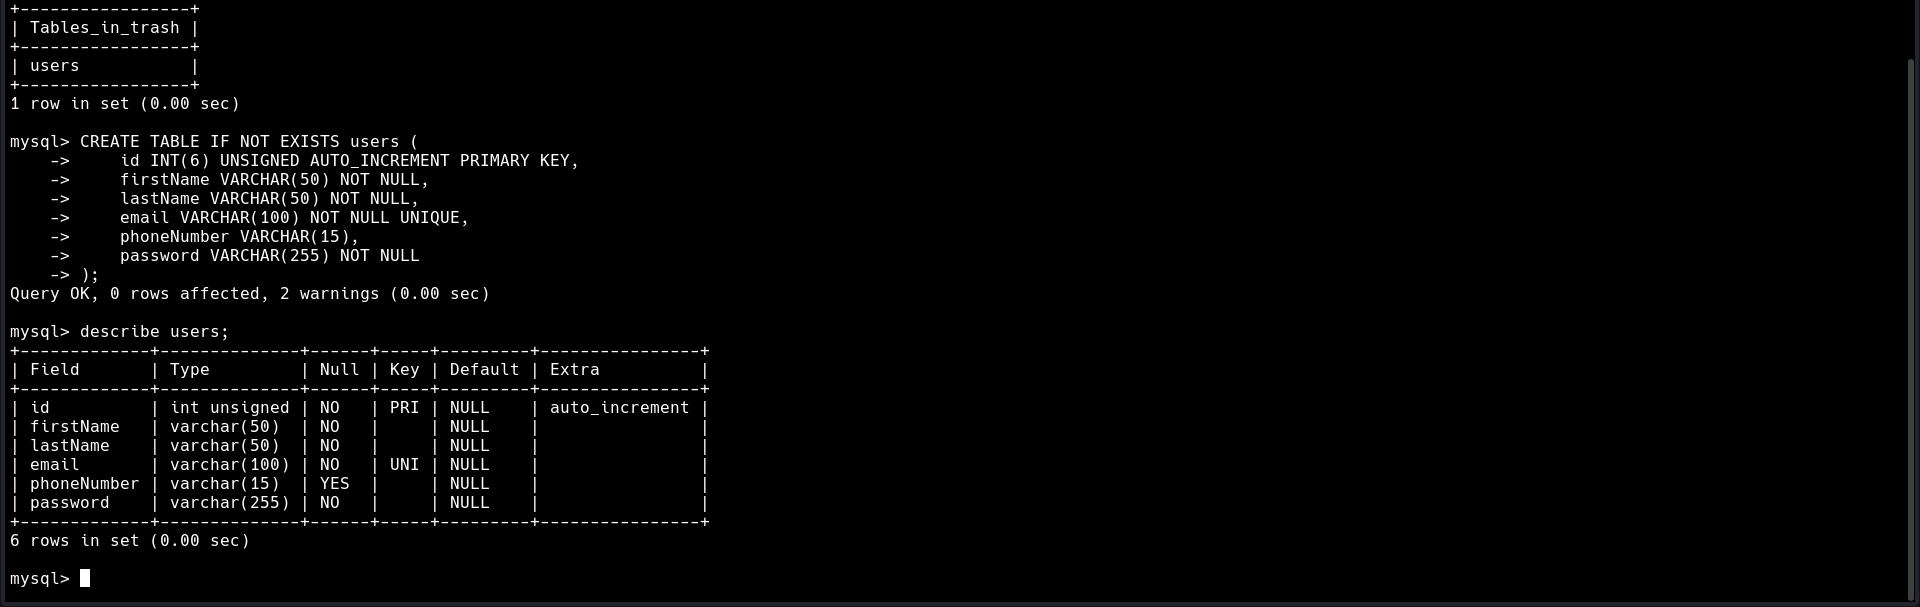 +-----------------+
| Tables_in_trash |
+-----------------+
| users           |
+-----------------+
1 row in set (0.00 sec)

mysql> CREATE TABLE IF NOT EXISTS users (
    ->     id INT(6) UNSIGNED AUTO_INCREMENT PRIMARY KEY,
    ->     firstName VARCHAR(50) NOT NULL,
    ->     lastName VARCHAR(50) NOT NULL,
    ->     email VARCHAR(100) NOT NULL UNIQUE,
    ->     phoneNumber VARCHAR(15),
    ->     password VARCHAR(255) NOT NULL
    -> );
Query OK, 0 rows affected, 2 warnings (0.00 sec)

mysql> describe users;
+-------------+--------------+------+-----+---------+----------------+
| Field       | Type         | Null | Key | Default | Extra          |
+-------------+--------------+------+-----+---------+----------------+
| id          | int unsigned | NO   | PRI | NULL    | auto_increment |
| firstName   | varchar(50)  | NO   |     | NULL    |                |
| lastName    | varchar(50)  | NO   |     | NULL    |                |
| email       | varchar(100) | NO   | UNI | NULL    |                |
| phoneNumber | varchar(15)  | YES  |     | NULL    |                |
| password    | varchar(255) | NO   |     | NULL    |                |
+-------------+--------------+------+-----+---------+----------------+
6 rows in set (0.00 sec)

mysql>